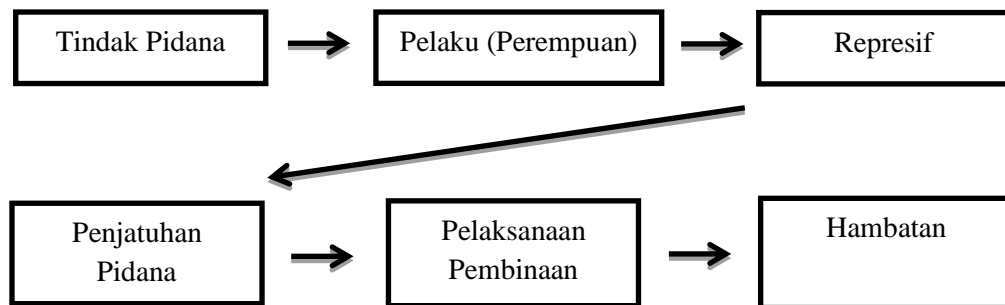 Tindak Pidana
Pelaku (Perempuan)
Represif
Penjatuhan
Pidana
Pelaksanaan
Pembinaan
Hambatan